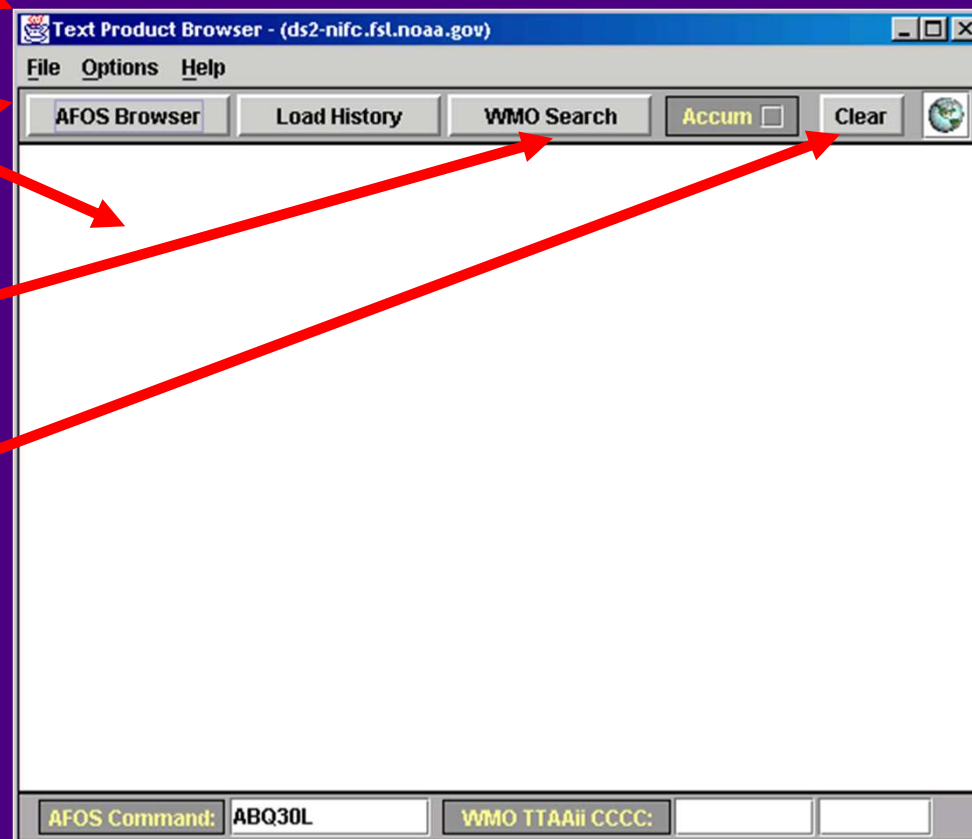 Text Product Browser - (ds2-nifc.fsl.noaa.gov)
File Options Help
AFOS Browser Load History WMO Search Accum Clear
AFOS Command: ABQ30L WMO TTAAii CCCC: